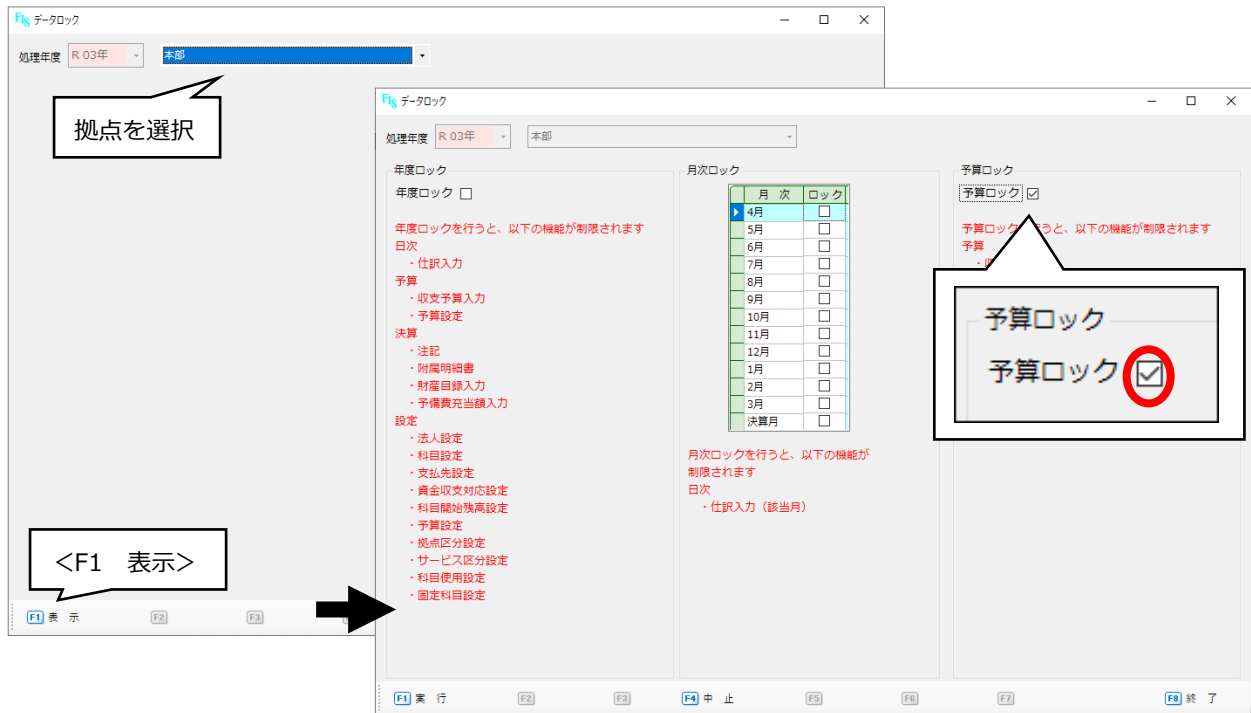 FIS データロック
処理年度 R 03年 本部
拠点を選択
<F1　表示>
F1 表 示 F2 F3
FIS データロック
処理年度 R 03年 本部
年度ロック
年度ロック
年度ロックを行うと、以下の機能が制限されます
日次
・仕訳入力
予算
・収支予算入力
・予算設定
決算
・注記
・附属明細書
・財産目録入力
・予備費充当額入力
設定
・法人設定
・科目設定
・支払先設定
・資金収支対応設定
・科目開始残高設定
・予算設定
・拠点区分設定
・サービス区分設定
・科目使用設定
・固定科目設定
月次ロック
月 次 ロック
4月
5月
6月
7月
8月
9月
10月
11月
12月
1月
2月
3月
決算月
月次ロックを行うと、以下の機能が
制限されます
日次
・仕訳入力（該当月）
予算ロック
予算ロック
予算ロックを行うと、以下の機能が制限されます
予算
予算ロック
予算ロック
F1 実 行 F2 F3 F4 中 止 F5 F6 F7 F8 終 了